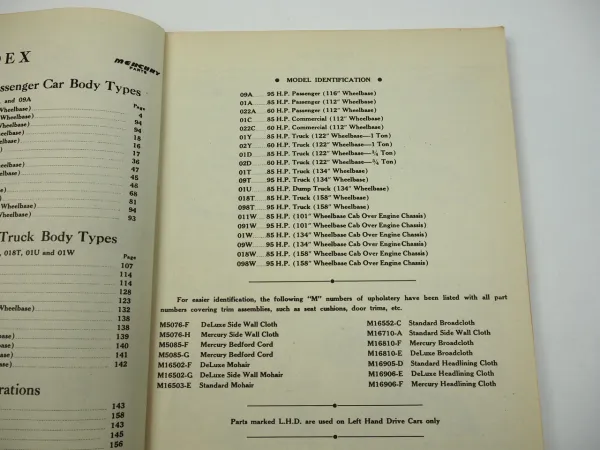 DEX
MERCURY
PARTS
ssenger Car Body Types
and 09A
Wheelbase)
Page
4
94
94
18
16
17
36
47
45
48
68
81
94
93
Truck Body Types
, 018T, 01U and 01W
Page
107
114
114
128
123
132
138
138
139
140
141
142
rations
143
158
143
145
156
● MODEL IDENTIFICATION ●
09A 95 H.P. Passenger (116" Wheelbase)
01A 85 H.P. Passenger (112" Wheelbase)
022A 60 H.P. Passenger (112" Wheelbase)
01C 85 H.P. Commercial (112" Wheelbase)
022C 60 H.P. Commercial (112" Wheelbase)
01Y 85 H.P. Truck (122" Wheelbase—1 Ton)
02Y 60 H.P. Truck (122" Wheelbase—1 Ton)
01D 85 H.P. Truck (122" Wheelbase—¾ Ton)
02D 60 H.P. Truck (122" Wheelbase—¾ Ton)
01T 85 H.P. Truck (134" Wheelbase)
09T 95 H.P. Truck (134" Wheelbase)
01U 85 H.P. Dump Truck (134" Wheelbase)
018T 85 H.P. Truck (158" Wheelbase)
098T 95 H.P. Truck (158" Wheelbase)
011W 85 H.P. (101" Wheelbase Cab Over Engine Chassis)
091W 95 H.P. (101" Wheelbase Cab Over Engine Chassis)
01W 85 H.P. (134" Wheelbase Cab Over Engine Chassis)
09W 95 H.P. (134" Wheelbase Cab Over Engine Chassis)
018W 85 H.P. (158" Wheelbase Cab Over Engine Chassis)
098W 95 H.P. (158" Wheelbase Cab Over Engine Chassis)
For easier identification, the following "M" numbers of upholstery have been listed with all part
numbers covering trim assemblies, such as seat cushions, door trims, etc.
M5076-F DeLuxe Side Wall Cloth
M5076-H Mercury Side Wall Cloth
M5085-F Mercury Bedford Cord
M5085-G Mercury Bedford Cord
M16502-F DeLuxe Mohair
M16502-G DeLuxe Side Wall Mohair
M16503-E Standard Mohair
M16552-C Standard Broadcloth
M16710-A Standard Side Wall Cloth
M16810-F Mercury Broadcloth
M16810-E DeLuxe Broadcloth
M16905-D Standard Headlining Cloth
M16906-E DeLuxe Headlining Cloth
M16906-F Mercury Headlining Cloth
Parts marked L.H.D. are used on Left Hand Drive Cars only